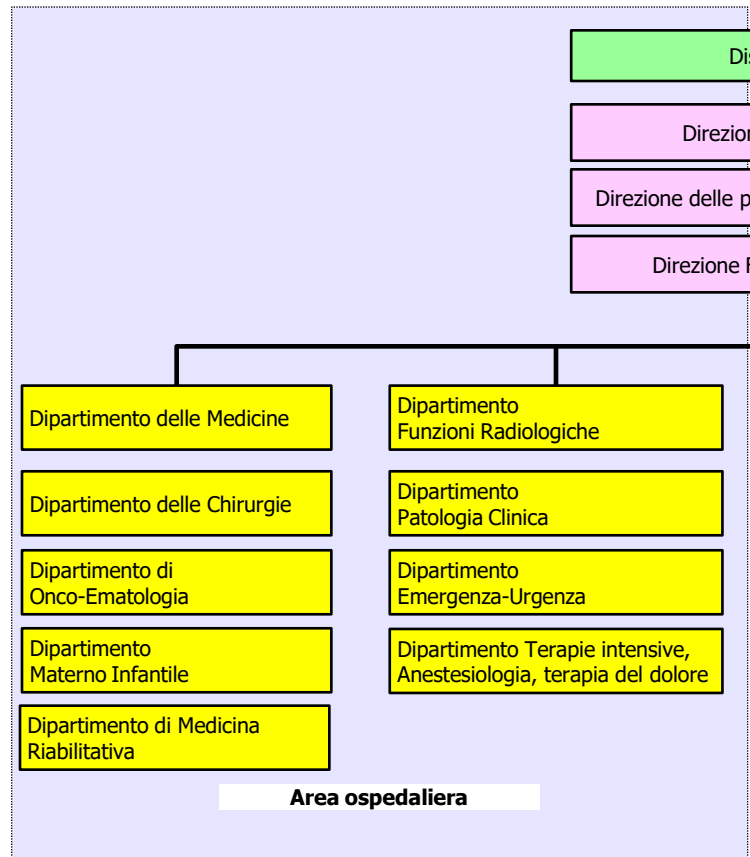 Direzione delle
Direzione
Dipartimento delle Medicine
Dipartimento
Funzioni Radiologiche
Dipartimento delle Chirurgie
Dipartimento
Patologia Clinica
Dipartimento di
Onco-Ematologia
Dipartimento
Emergenza-Urgenza
Dipartimento
Materno Infantile
Dipartimento Terapie intensive,
Anestesiologia, terapia del dolore
Dipartimento di Medicina
Riabilitativa
Area ospedaliera